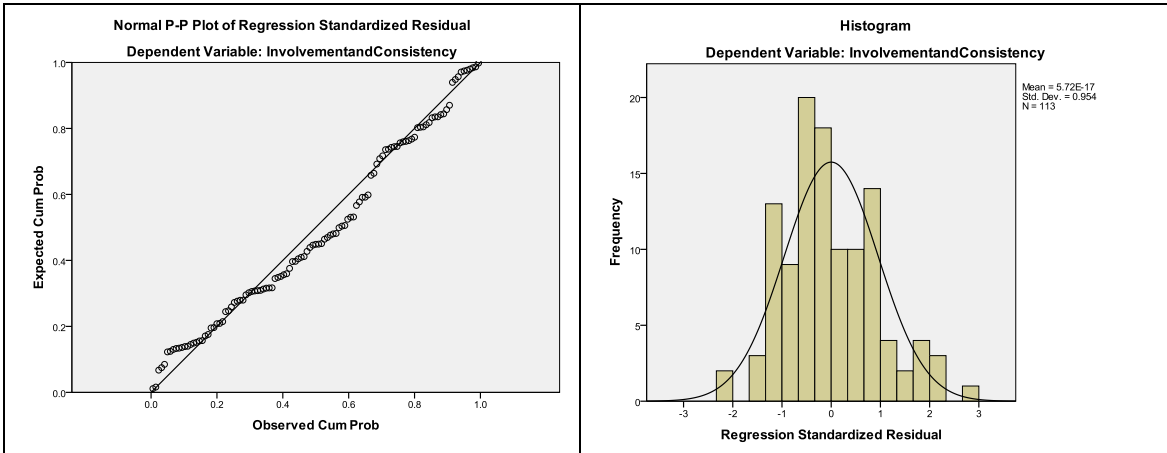 Normal P-P Plot of Regression Standardized Residual
Dependent Variable: InvolvementandConsistency
1.0
0.8
0.6
0.4
0.2
0.0
Expected Cum Prob
0.0 0.2 0.4 0.6 0.8 1.0
Observed Cum Prob
Histogram
Dependent Variable: InvolvementandConsistency
Mean = 5.72E-17
Std. Dev. = 0.954
N = 113
20
15
10
5
0
Frequency
-3 -2 -1 0 1 2 3
Regression Standardized Residual